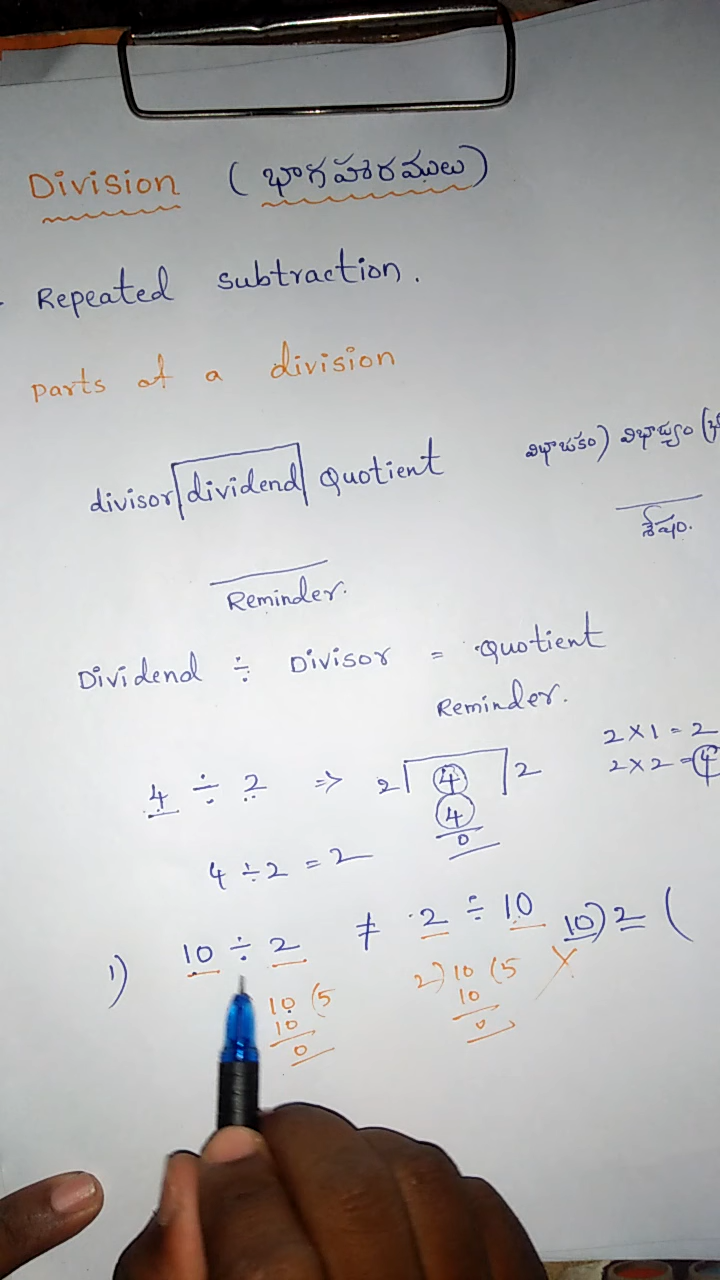 Division (భాగహారములు)
Repeated subtraction.
parts of a division
divisor dividend Quotient
Reminder.
విభాజకం) విభాజ్యం (
శేషం.
Dividend ÷ Divisor = Quotient
Reminder.
4 ÷ 2 ⇒ 2 4 2
4
0
2 × 1 = 2
2 × 2 = 4
4 ÷ 2 = 2
1) 10 ÷ 2 ≠ 2 ÷ 10 10) 2 (
10 (5
10
0
2) 10 (5
10
0